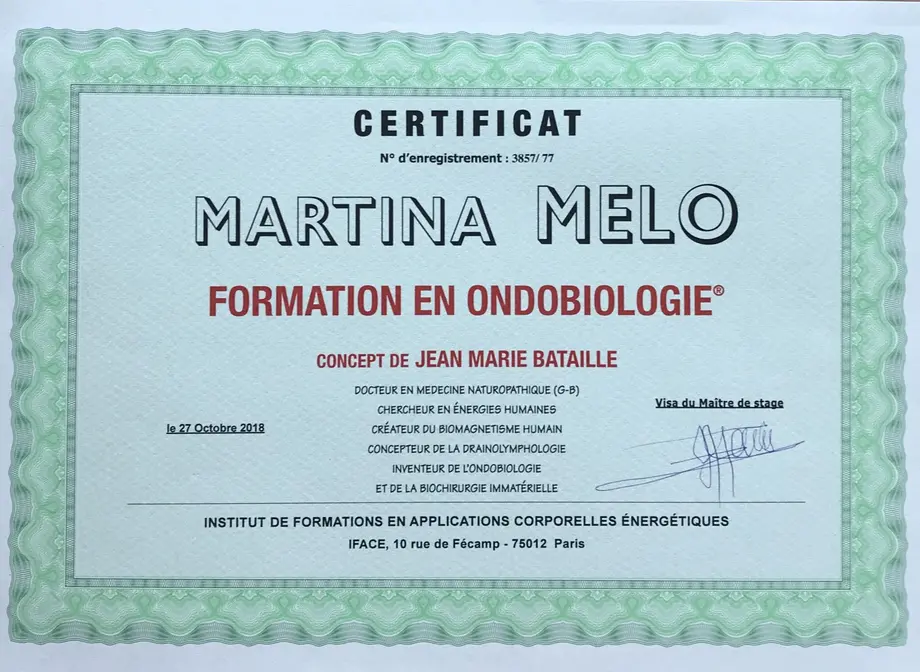 CERTIFICAT
N° d'enregistrement : 3857/ 77
MARTINA MELO
FORMATION EN ONDOBIOLOGIE®
CONCEPT DE JEAN MARIE BATAILLE
DOCTEUR EN MEDECINE NATUROPATHIQUE (G-B)
CHERCHEUR EN ÉNERGIES HUMAINES
CRÉATEUR DU BIOMAGNETISME HUMAIN
CONCEPTEUR DE LA DRAINOLYMPHOLOGIE
INVENTEUR DE L'ONDOBIOLOGIE
ET DE LA BIOCHIRURGIE IMMATÉRIELLE
le 27 Octobre 2018
Visa du Maître de stage
INSTITUT DE FORMATIONS EN APPLICATIONS CORPORELLES ÉNERGÉTIQUES
IFACE, 10 rue de Fécamp - 75012 Paris